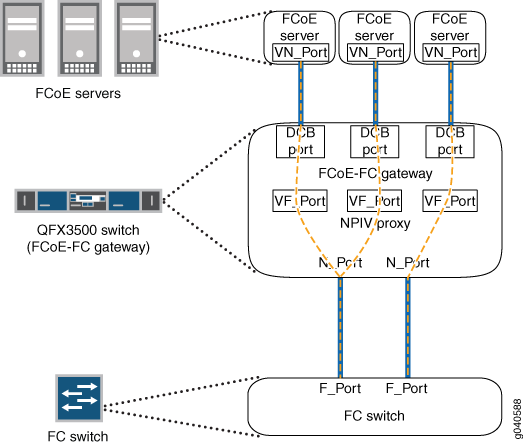 FCoE server
FCoE server
FCoE server
VN_Port
VN_Port
VN_Port
FCoE servers
DCB port
DCB port
DCB port
FCoE-FC gateway
VF_Port
VF_Port
VF_Port
NPIV proxy
QFX3500 switch
(FCoE-FC gateway)
N_Port
N_Port
F_Port
F_Port
FC switch
FC switch
g040588